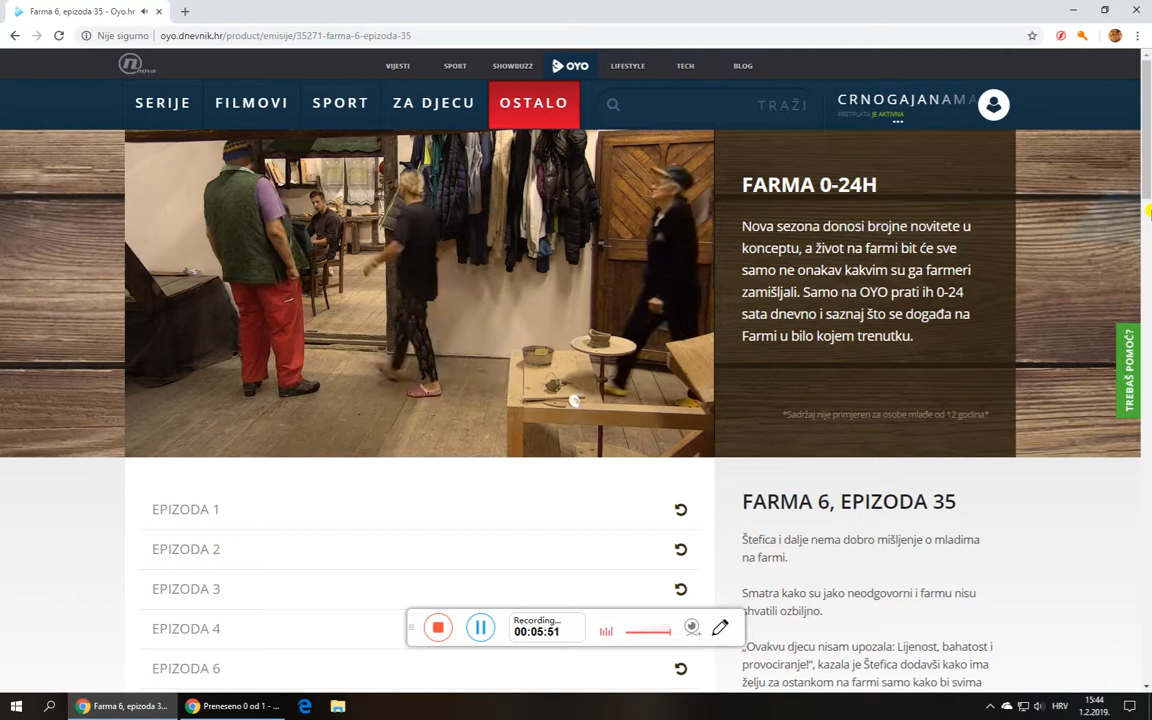 Farma 6, epizoda 35 - Oyo.hr
Nije sigurno
oyo.dnevnik.hr/product/emisije/35271-farma-6-epizoda-35
nova
VIJESTI
SPORT
SHOWBUZZ
OYO
LIFESTYLE
TECH
BLOG
SERIJE
FILMOVI
SPORT
ZA DJECU
OSTALO
TRAŽI
CRNOGAJANAMA
PRETPLATA JE AKTIVNA
FARMA 0-24H
Nova sezona donosi brojne novitete u
konceptu, a život na farmi bit će sve
samo ne onakav kakvim su ga farmeri
zamišljali. Samo na OYO prati ih 0-24
sata dnevno i saznaj što se događa na
Farmi u bilo kojem trenutku.
*Sadržaj nije primjeren za osobe mlađe od 12 godina*
TREBAŠ POMOĆ?
EPIZODA 1
EPIZODA 2
EPIZODA 3
EPIZODA 4
EPIZODA 6
FARMA 6, EPIZODA 35
Štefica i dalje nema dobro mišljenje o mladima
na farmi.
Smatra kako su jako neodgovorni i farmu nisu
shvatili ozbiljno.
„Ovakvu djecu nisam upozala: Lijenost, bahatost i
provociranje!“, kazala je Štefica dodavši kako ima
želju za ostankom na farmi samo kako bi svima
Recording...
00:05:51
Farma 6, epizoda 3...
Preneseno 0 od 1 - ...
HRV
15:44
1.2.2019.